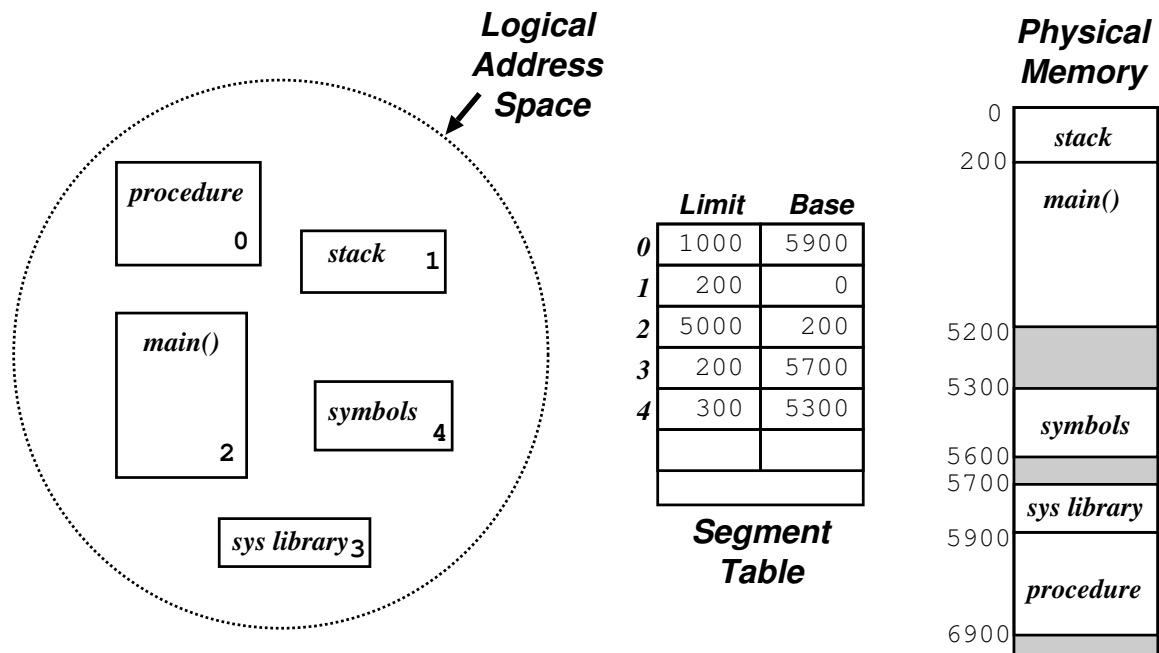 Logical
Address
Space
procedure
0
stack 1
main()
2
symbols
4
sys library 3
Limit Base
0 1000 5900
1 200 0
2 5000 200
3 200 5700
4 300 5300
Segment
Table
Physical
Memory
0
stack
200
main()
5200
5300
symbols
5600
5700
sys library
5900
procedure
6900